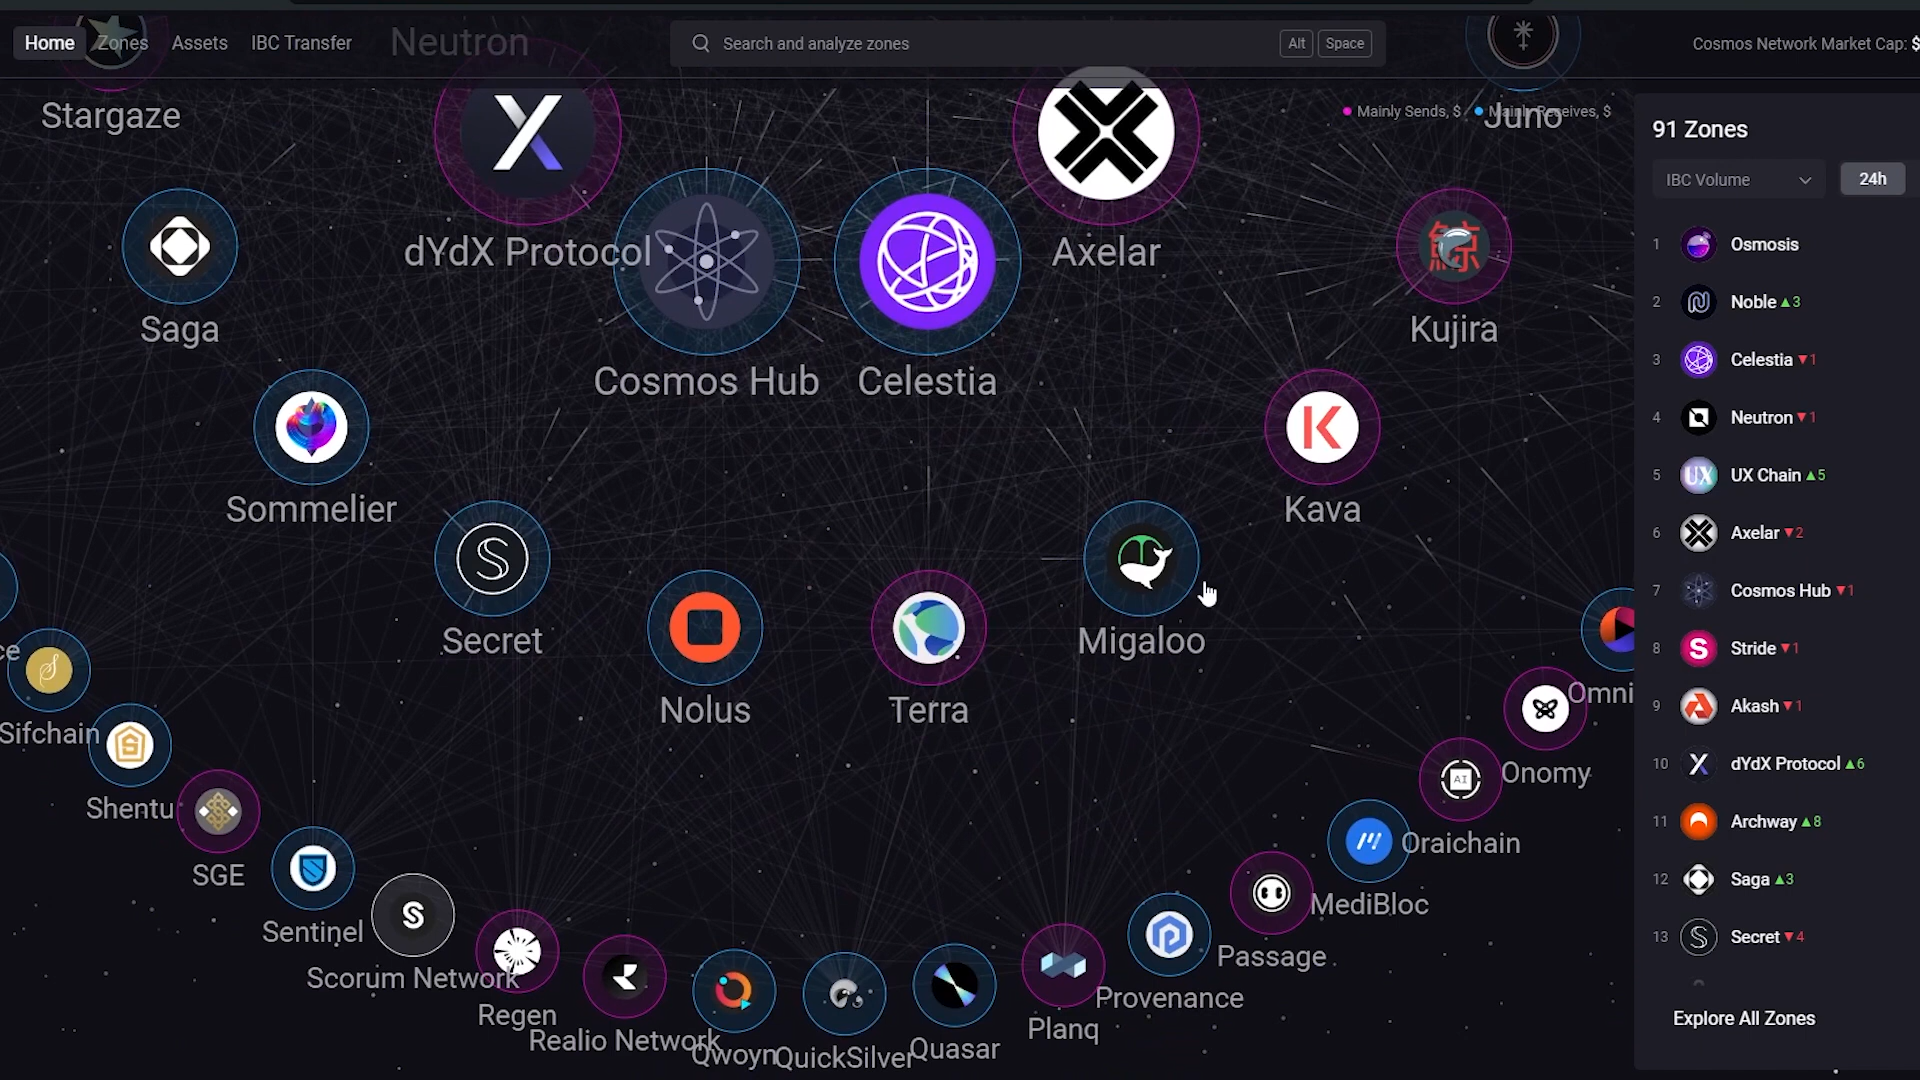 Home Zones Assets IBC Transfer
Neutron
Search and analyze zones
Alt Space
Cosmos Network Market Cap: $
Stargaze
Mainly Sends, $
Juno
91 Zones
IBC Volume 24h
dYdX Protocol
Axelar
Saga
Kujira
Cosmos Hub
Celestia
Sommelier
Kava
Secret
Migaloo
Nolus
Terra
Sifchain
Omni
Shentu
Onomy
SGE
Oraichain
Sentinel
MediBloc
Scorum Network
Passage
Regen
Provenance
Realio Network
Qwoyn
QuickSilver
Quasar
Planq
UX
AI
1 Osmosis
2 Noble ▲3
3 Celestia ▼1
4 Neutron ▼1
5 UX Chain ▲5
6 Axelar ▼2
7 Cosmos Hub ▼1
8 Stride ▼1
9 Akash ▼1
10 dYdX Protocol ▲6
11 Archway ▲8
12 Saga ▲3
13 Secret ▼4
Explore All Zones